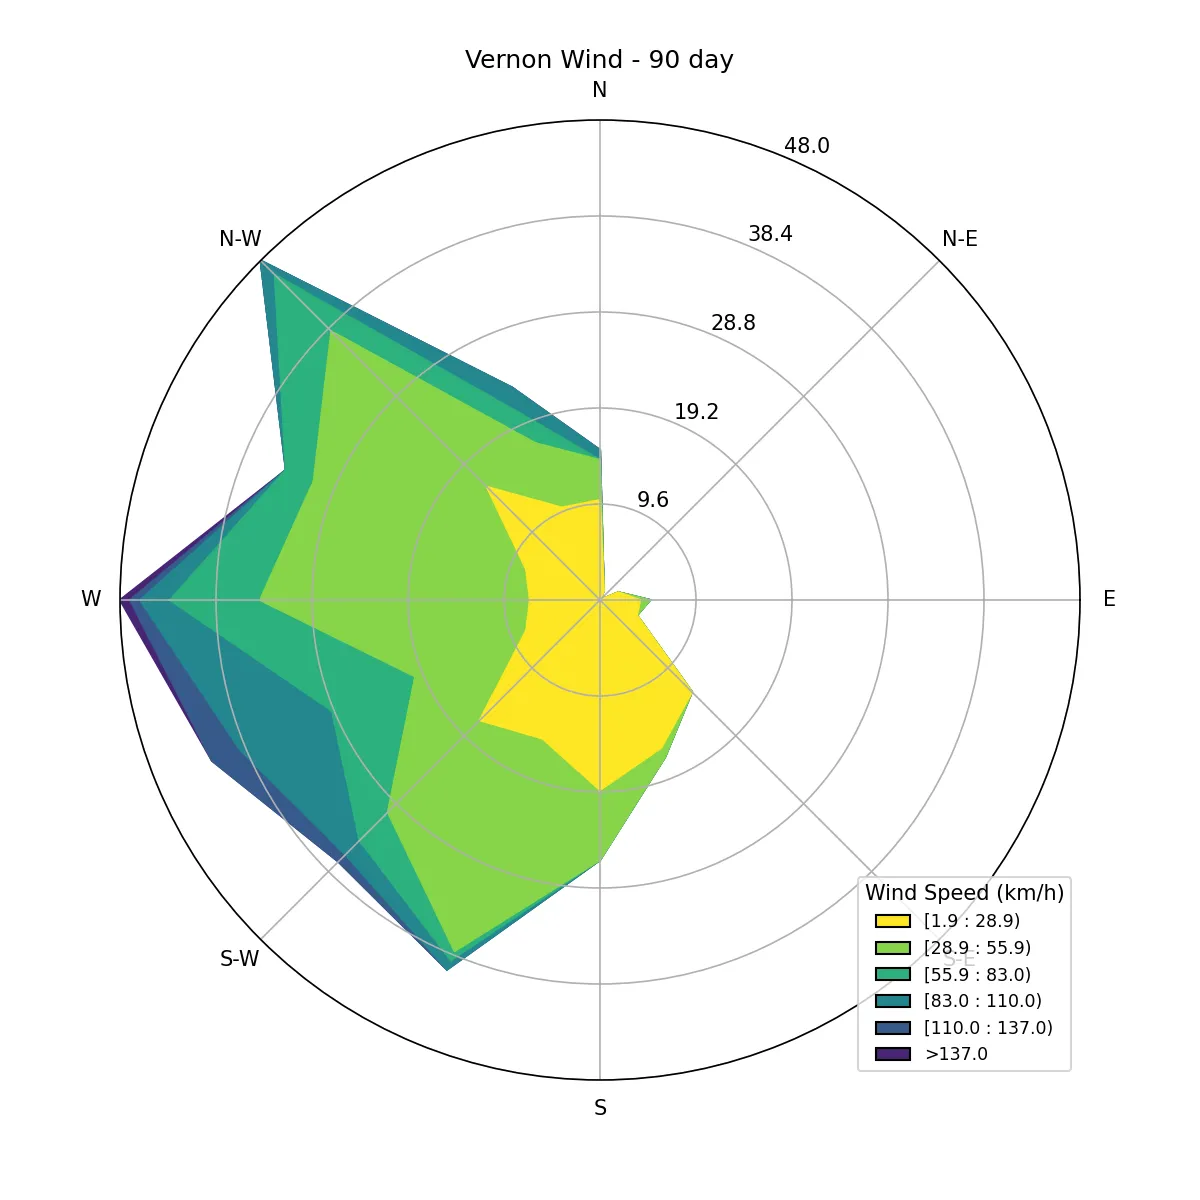 Vernon Wind - 90 day
N
48.0
38.4
N-W
N-E
28.8
19.2
9.6
W
E
Wind Speed (km/h)
[1.9 : 28.9)
[28.9 : 55.9)
S-W
S-E
[55.9 : 83.0)
[83.0 : 110.0)
[110.0 : 137.0)
>137.0
S